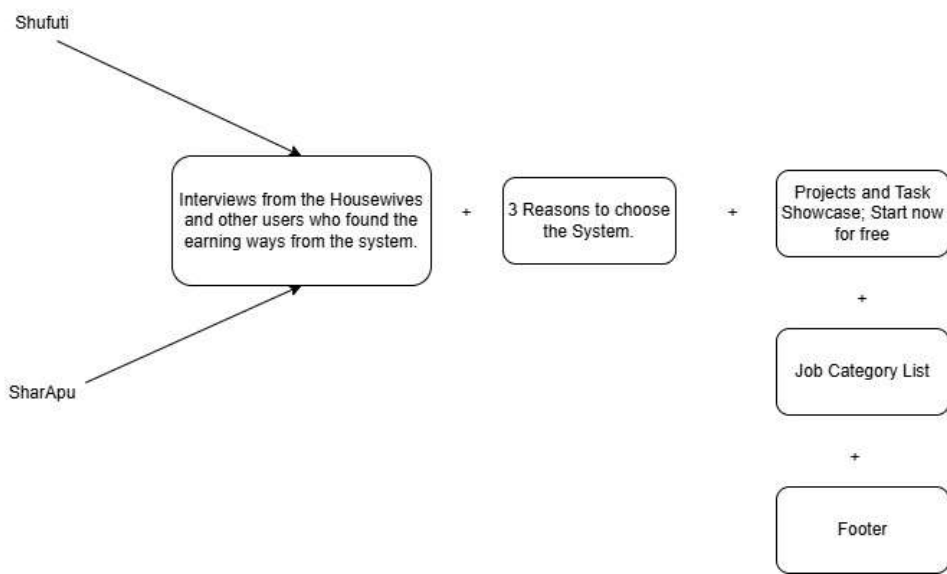 Shufuti
Interviews from the Housewives
and other users who found the
earning ways from the system.
+
3 Reasons to choose
the System.
+
Projects and Task
Showcase; Start now
for free
+
Job Category List
+
Footer
SharApu